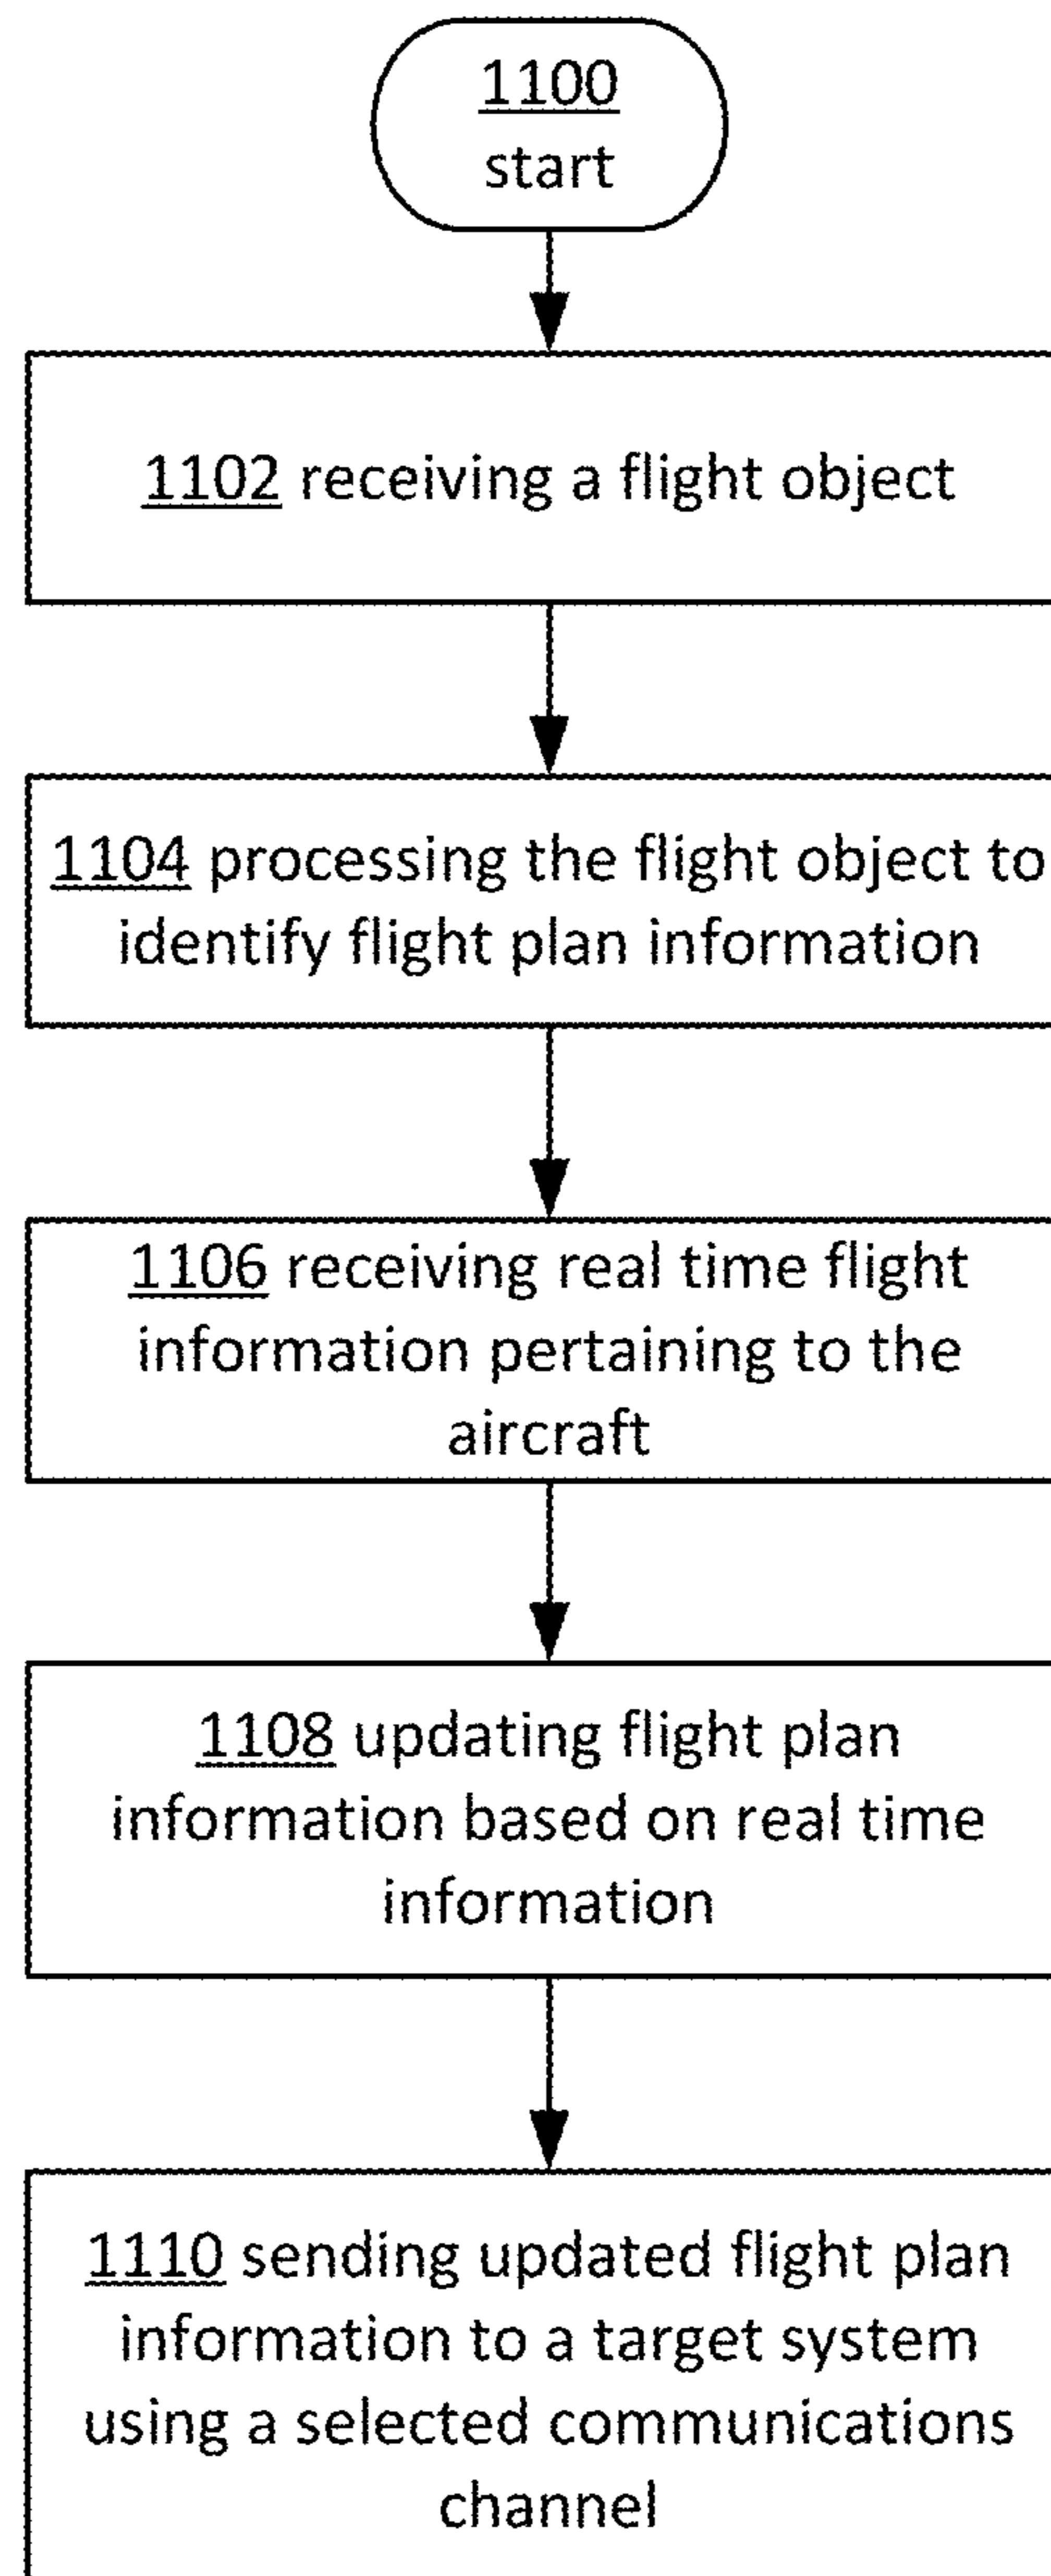 1100
start
1102 receiving a flight object
1104 processing the flight object to
identify flight plan information
1106 receiving real time flight
information pertaining to the
aircraft
1108 updating flight plan
information based on real time
information
1110 sending updated flight plan
information to a target system
using a selected communications
channel